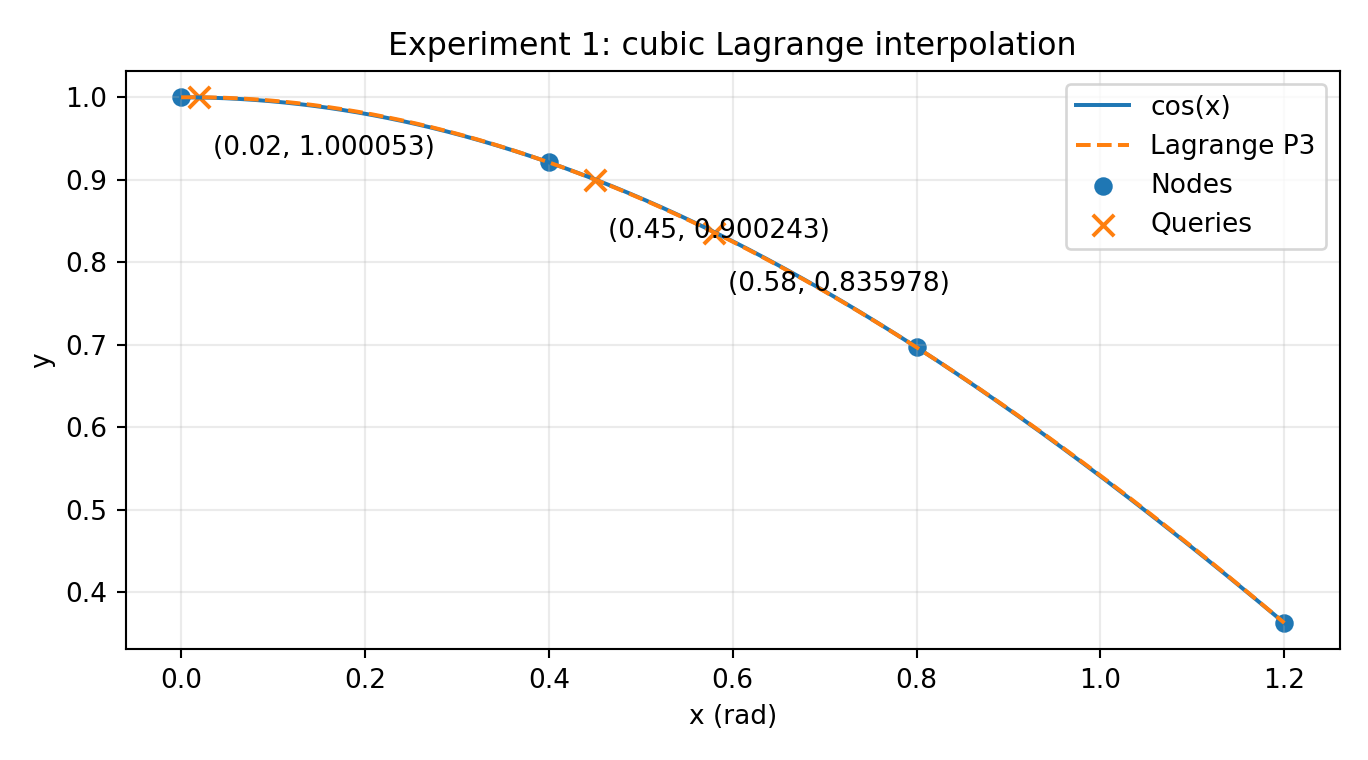 Experiment 1: cubic Lagrange interpolation
cos(x)
Lagrange P3
Nodes
Queries
(0.02, 1.000053)
(0.45, 0.900243)
(0.58, 0.835978)
y
1.0
0.9
0.8
0.7
0.6
0.5
0.4
0.0 0.2 0.4 0.6 0.8 1.0 1.2
x (rad)